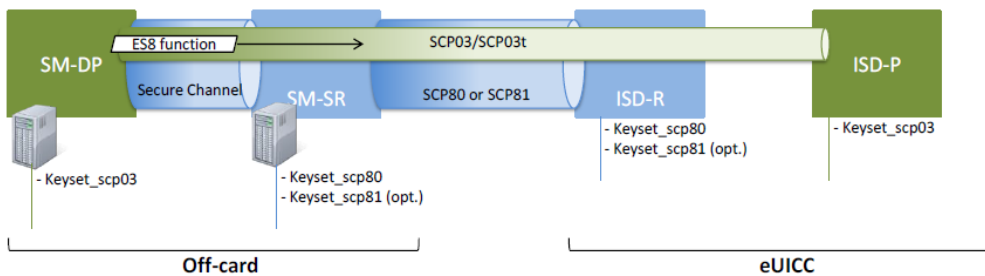 ES8 function
SCP03/SCP03t
SM-DP
ISD-P
Secure Channel
SM-SR
SCP80 or SCP81
ISD-R
- Keyset_scp03
- Keyset_scp80
- Keyset_scp81 (opt.)
- Keyset_scp80
- Keyset_scp81 (opt.)
- Keyset_scp03
Off-card
eUICC